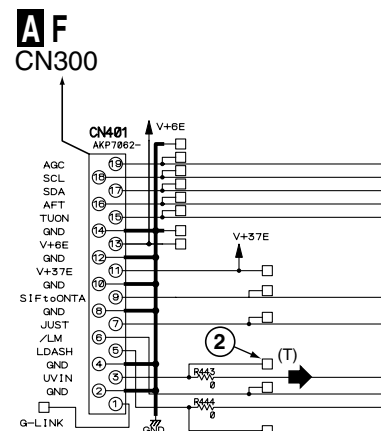 A F
CN300
CN401
AKP7062-
V+6E
AGC 19
SCL 18
SDA 17
AFT 16
TUON 15
GND 14
V+6E 13
GND 12
V+37E 11
V+37E
GND 10
SIFtoONTA 9
GND 8
JUST 7
/LM 6
2
LDASH 5
(T)
GND 4
R443
UVIN 3
0
GND 2
R444
1
0
G-LINK
GND